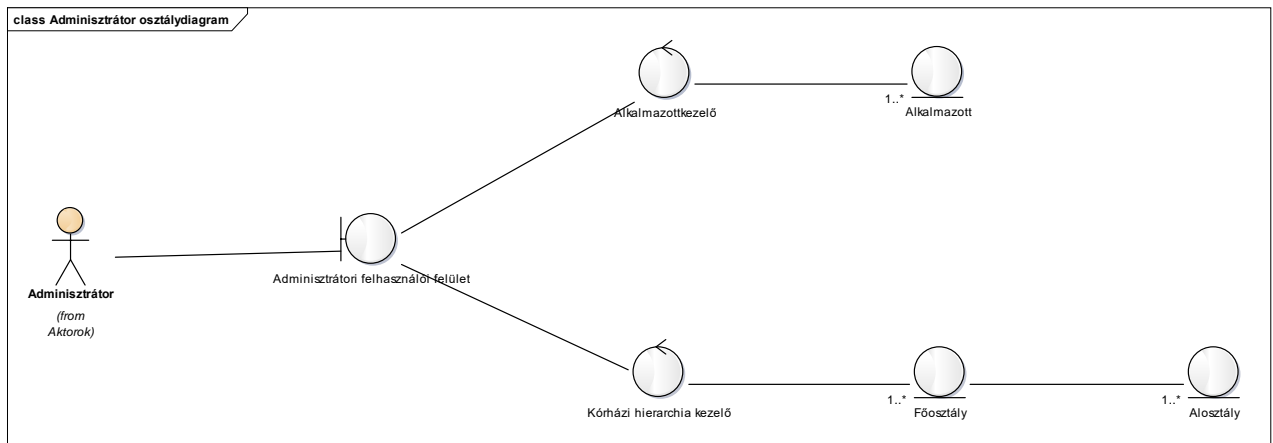 class Adminisztrátor osztálydiagram
Alkalmazottkezelő
1..*
Alkalmazott
Adminisztrátori felhasználói felület
Adminisztrátor
(from
Aktorok)
Kórházi hierarchia kezelő
1..*
Főosztály
1..*
Alosztály